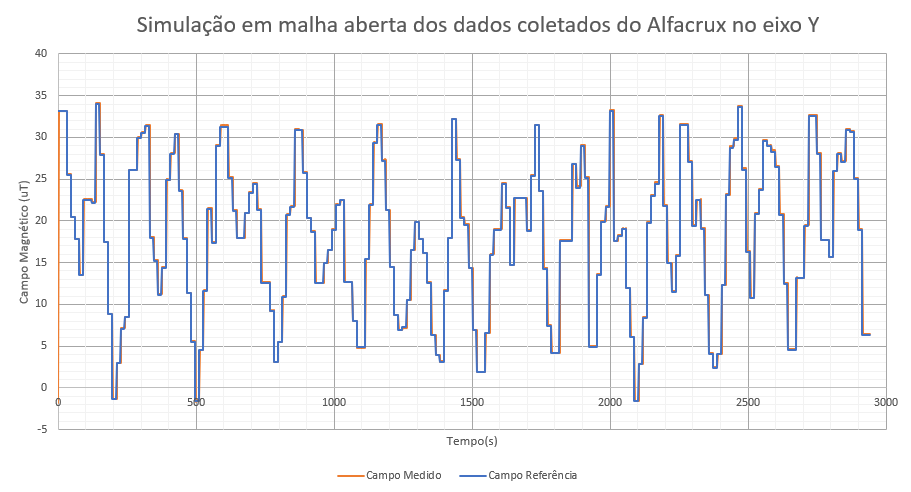 Simulação em malha aberta dos dados coletados do Alfacrux no eixo Y
40
35
30
25
20
15
10
5
0
-5
Campo Magnético (uT)
0 500 1000 1500 2000 2500 3000
Tempo(s)
Campo Medido Campo Referência